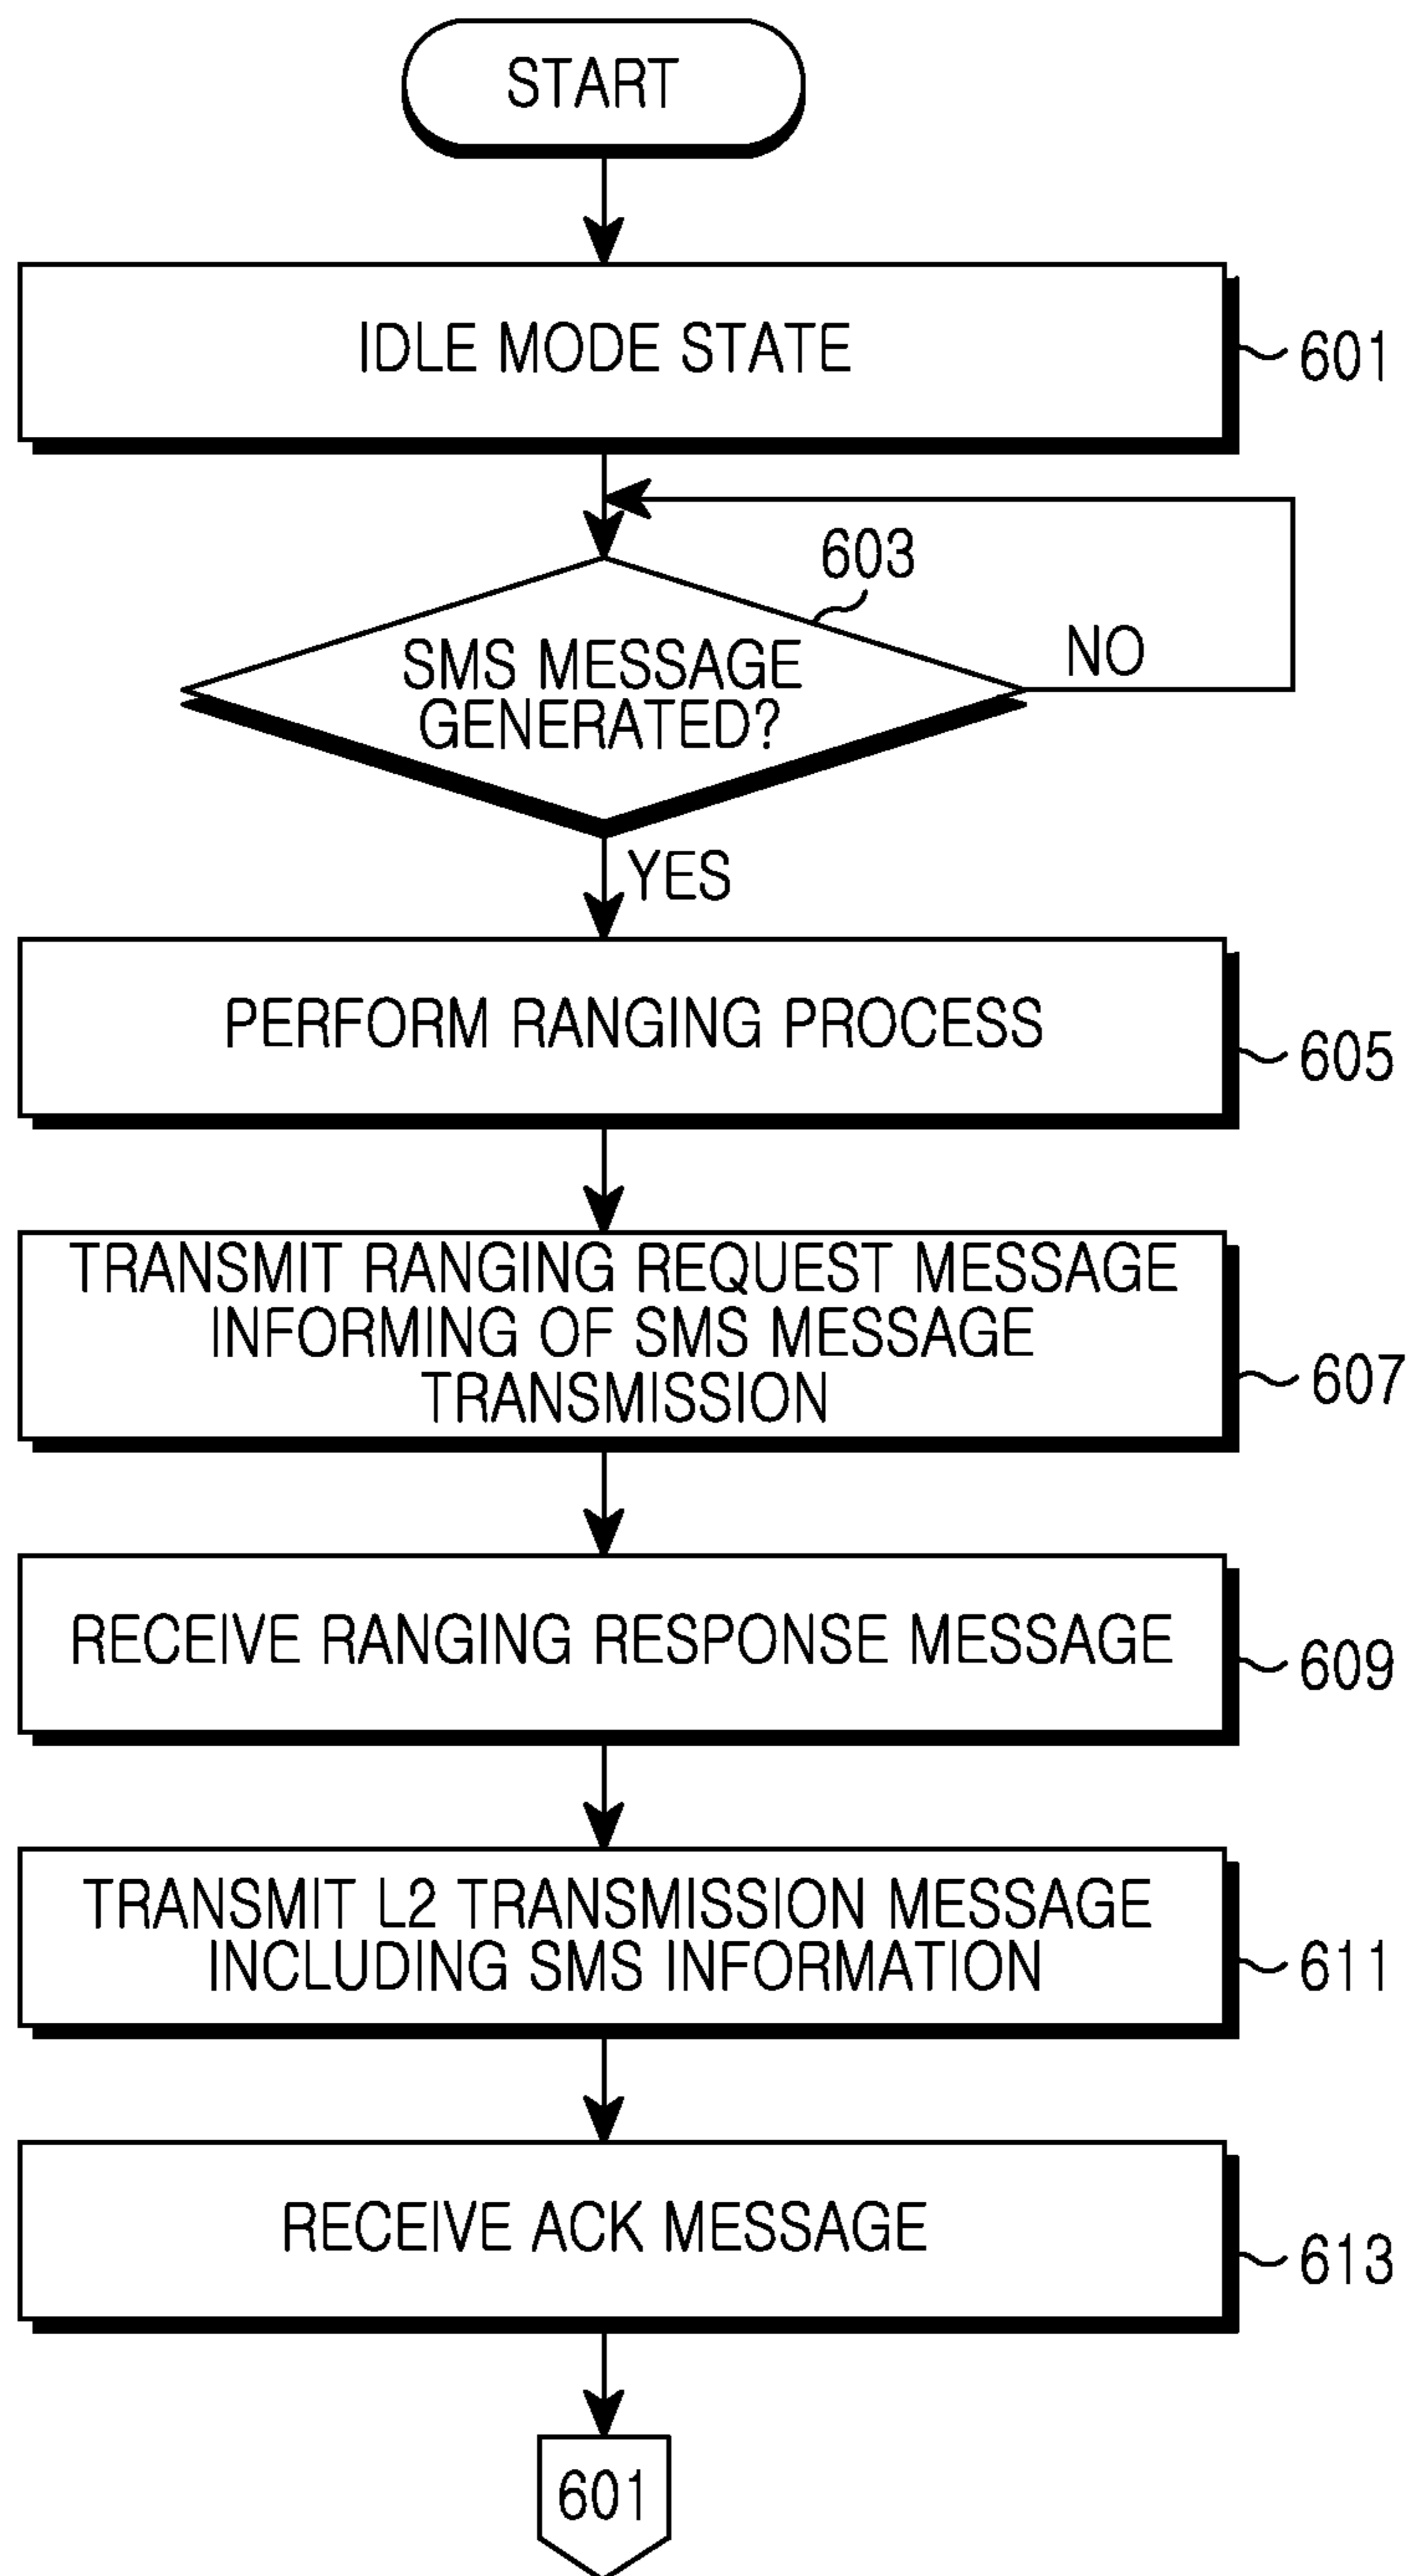 START
IDLE MODE STATE
601
603
SMS MESSAGE
GENERATED?
NO
YES
PERFORM RANGING PROCESS
605
TRANSMIT RANGING REQUEST MESSAGE
INFORMING OF SMS MESSAGE
TRANSMISSION
607
RECEIVE RANGING RESPONSE MESSAGE
609
TRANSMIT L2 TRANSMISSION MESSAGE
INCLUDING SMS INFORMATION
611
RECEIVE ACK MESSAGE
613
601